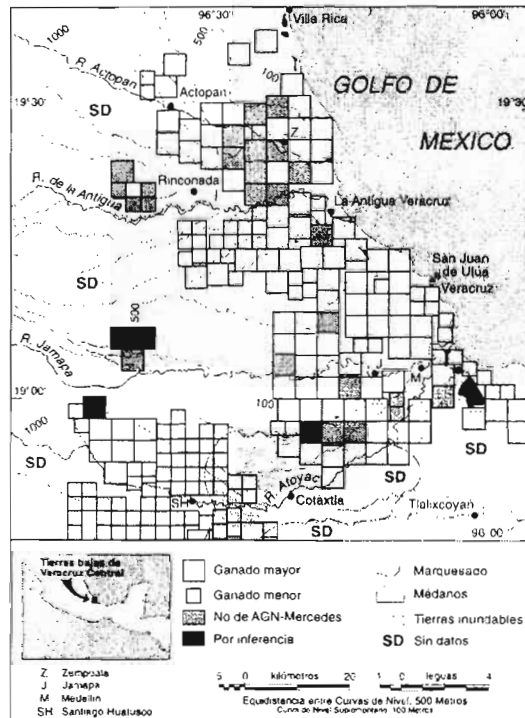 96°30'
96°00'
Villa Rica
1000
500
100
R. Actopan
Actopan
GOLFO DE
MEXICO
19°30'
19°30'
SD
Z
R. de la Antigua
Rinconada
La Antigua Veracruz
San Juan
de Ulúa
Veracruz
SD
500
R. Jamapa
J
M
19°00'
1000
100
SD
SD
SD
R. Atoyac
SH
Cotaxtla
Tlalixcoyan
SD
96°00
Tierras bajas de
Veracruz Central
Ganado mayor
Ganado menor
No de AGN-Mercedes
Por inferencia
Marquesado
Médanos
Tierras inundables
SD Sin datos
Z Zempoala
J Jamapa
M Medellín
SH Santiago Huatusco
5 0 kilómetros 20
1 0 leguas 4
Equidistancia entre Curvas de Nivel, 500 Metros
Curva de Nivel Suplementaria 100 Metros